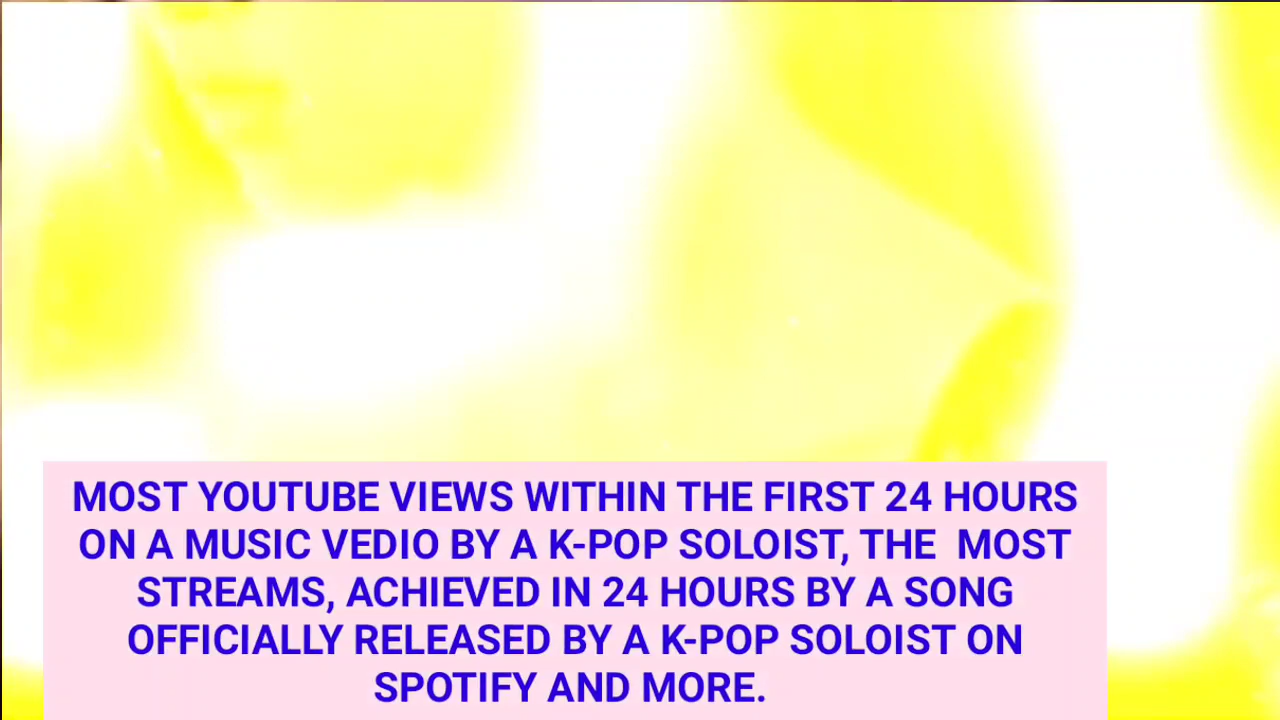 MOST YOUTUBE VIEWS WITHIN THE FIRST 24 HOURS
ON A MUSIC VEDIO BY A K-POP SOLOIST, THE  MOST
STREAMS, ACHIEVED IN 24 HOURS BY A SONG
OFFICIALLY RELEASED BY A K-POP SOLOIST ON
SPOTIFY AND MORE.